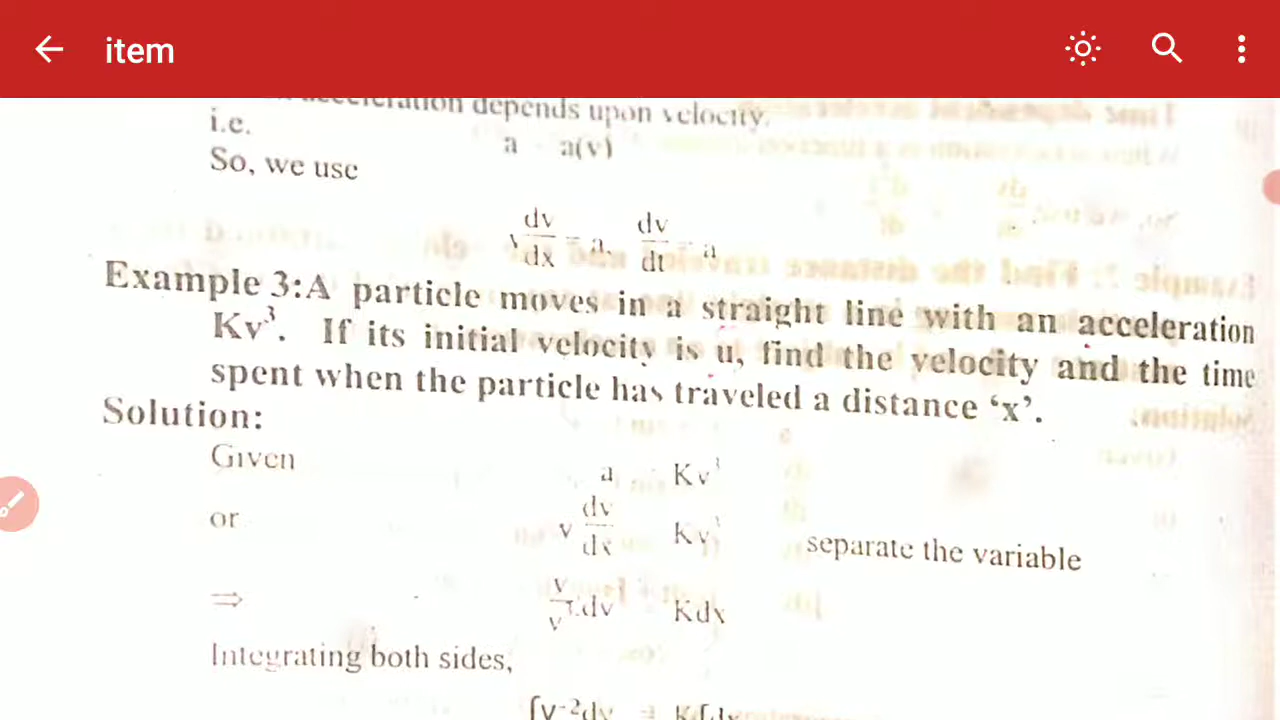 item
acceleration depends upon velocity.
i.e.
a a(v)
So, we use
v dv/dx = a, dv/dt = a
Example 3:A particle moves in a straight line with an acceleration
Kv³. If its initial velocity is u, find the velocity and the time
spent when the particle has traveled a distance ‘x’.
Solution:
Given a Kv³
or v dv/dx Kv³ separate the variable
⇒ v/v³.dv Kdx
Integrating both sides,
∫v⁻²dv = K∫dx